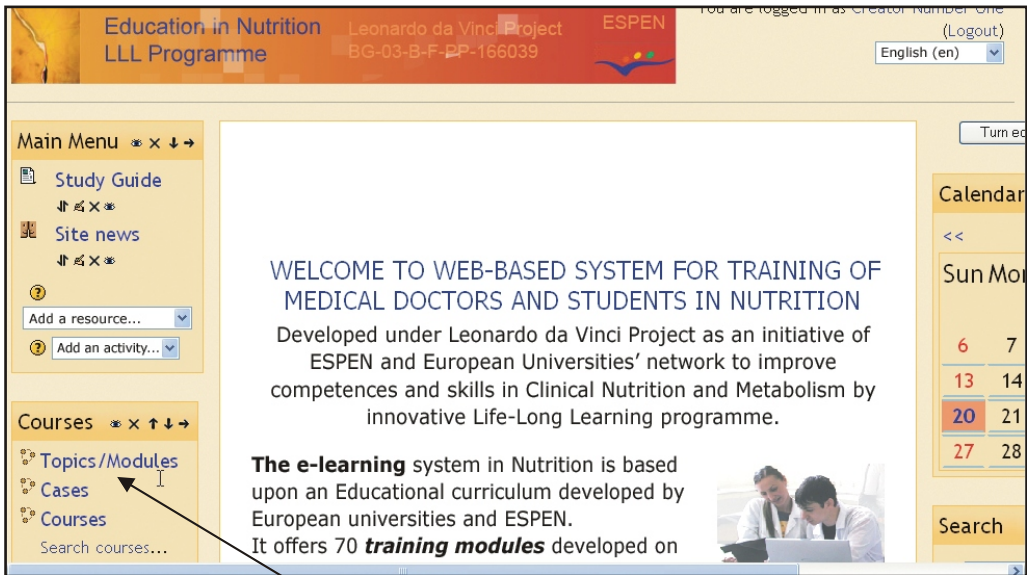 You are logged in as Creator Number One
(Logout)
English (en)
Education in Nutrition
LLL Programme
Leonardo da Vinci Project
BG-03-B-F-PP-166039
ESPEN
Main Menu
Study Guide
Site news
Add a resource...
Add an activity...
Courses
Topics/Modules
Cases
Courses
Search courses...
WELCOME TO WEB-BASED SYSTEM FOR TRAINING OF
MEDICAL DOCTORS AND STUDENTS IN NUTRITION
Developed under Leonardo da Vinci Project as an initiative of
ESPEN and European Universities’ network to improve
competences and skills in Clinical Nutrition and Metabolism by
innovative Life-Long Learning programme.
The e-learning system in Nutrition is based
upon an Educational curriculum developed by
European universities and ESPEN.
It offers 70 training modules developed on
Turn
Calendar
<<
Sun
6 7
13 14
20 21
27 28
Search